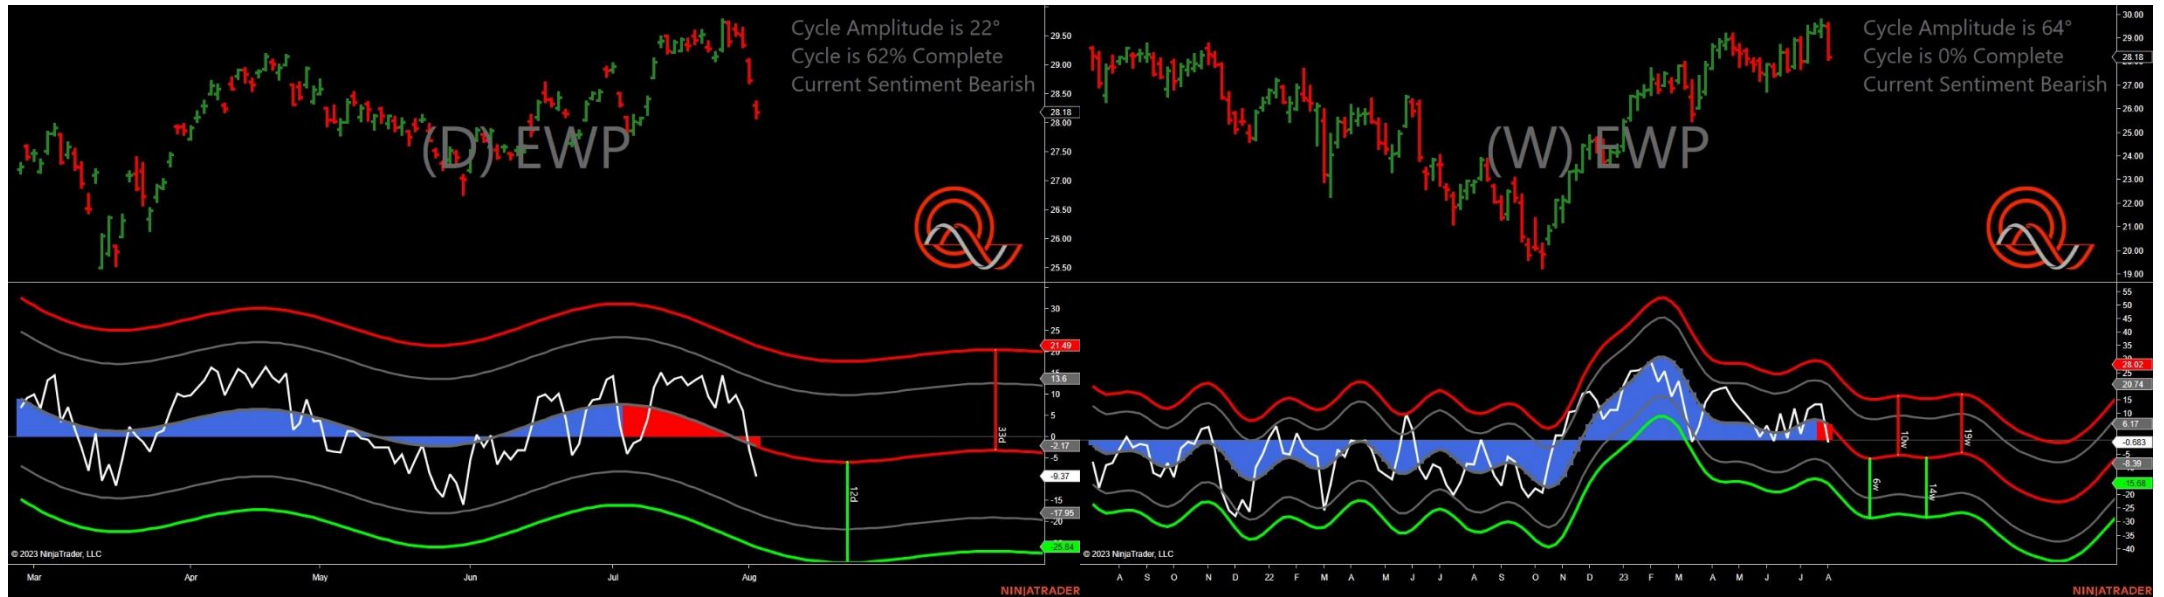 Cycle Amplitude is 22°
Cycle is 62% Complete
Current Sentiment Bearish
(D) EWP
29.50
29.00
28.50
28.18
28.00
27.50
27.00
26.50
26.00
25.50
30
25
21.49
20
15
13.6
10
5
0
-2.17
-5
-9.37
-15
-17.95
-20
-25.84
33d
12d
© 2023 NinjaTrader, LLC
Mar Apr May Jun Jul Aug
NINJATRADER
Cycle Amplitude is 64°
Cycle is 0% Complete
Current Sentiment Bearish
(W) EWP
30.00
29.00
28.18
27.00
26.00
25.00
24.00
23.00
22.00
21.00
20.00
19.00
55
50
45
40
35
28.02
25
20.74
15
10
6.17
-0.683
-5
-8.39
-15.68
-20
-25
-30
-35
-40
10w
19w
6w
14w
© 2023 NinjaTrader, LLC
A S O N D 22 F M A M J J A S O N D 23 F M A M J J A
NINJATRADER